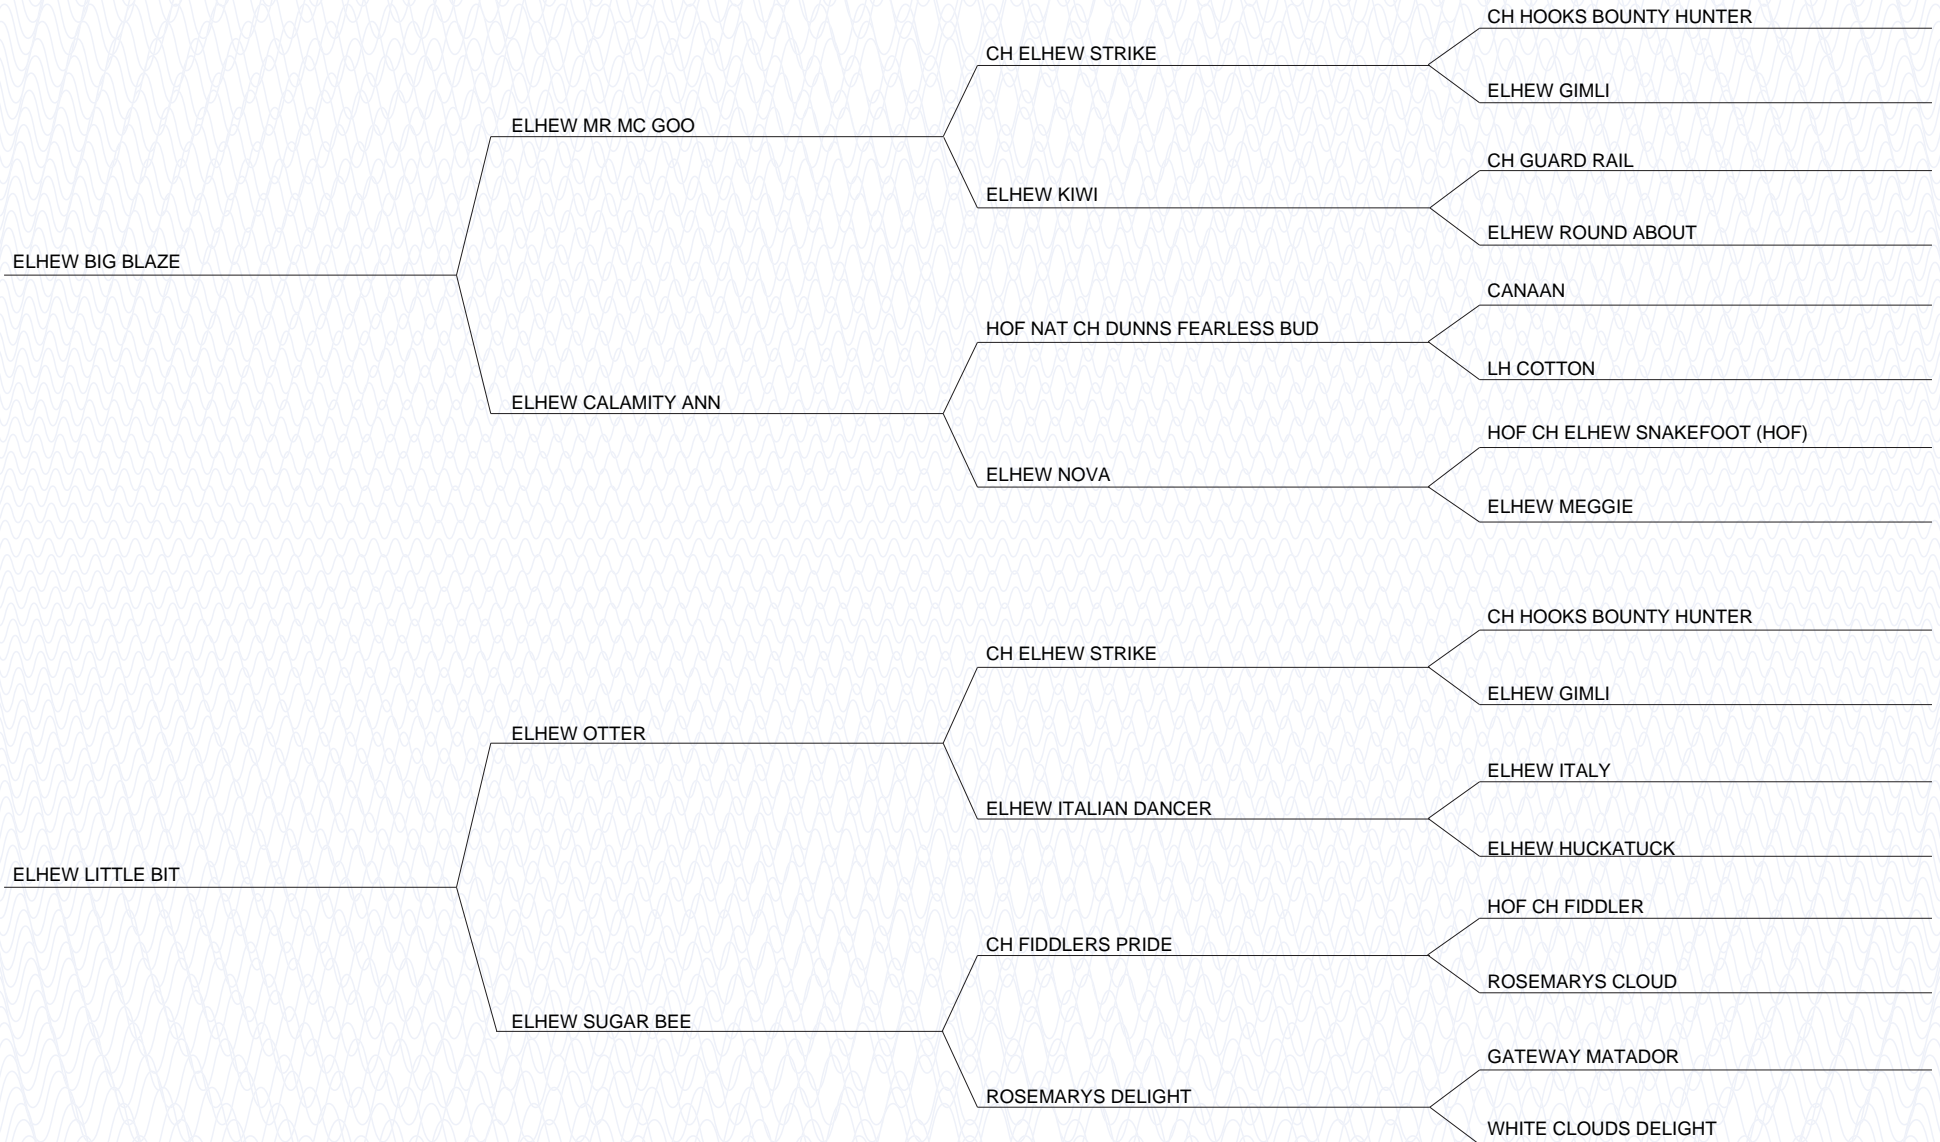 CH HOOKS BOUNTY HUNTER
CH ELHEW STRIKE
ELHEW GIMLI
ELHEW MR MC GOO
CH GUARD RAIL
ELHEW KIWI
ELHEW ROUND ABOUT
ELHEW BIG BLAZE
CANAAN
HOF NAT CH DUNNS FEARLESS BUD
LH COTTON
ELHEW CALAMITY ANN
HOF CH ELHEW SNAKEFOOT (HOF)
ELHEW NOVA
ELHEW MEGGIE
CH HOOKS BOUNTY HUNTER
CH ELHEW STRIKE
ELHEW GIMLI
ELHEW OTTER
ELHEW ITALY
ELHEW ITALIAN DANCER
ELHEW HUCKATUCK
ELHEW LITTLE BIT
HOF CH FIDDLER
CH FIDDLERS PRIDE
ROSEMARYS CLOUD
ELHEW SUGAR BEE
GATEWAY MATADOR
ROSEMARYS DELIGHT
WHITE CLOUDS DELIGHT